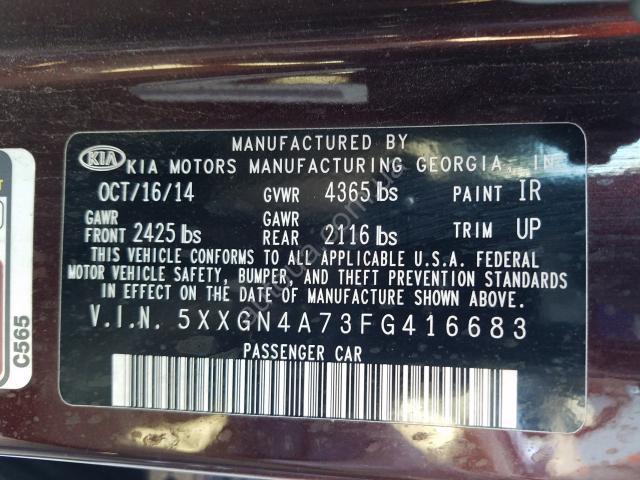 MANUFACTURED BY
KIA KIA MOTORS MANUFACTURING GEORGIA, IN
OCT/16/14 GVWR 4365 lbs PAINT IR
GAWR GAWR
FRONT 2425 lbs REAR 2116 lbs TRIM UP
THIS VEHICLE CONFORMS TO ALL APPLICABLE U.S.A. FEDERAL
MOTOR VEHICLE SAFETY, BUMPER, AND THEFT PREVENTION STANDARDS
IN EFFECT ON THE DATE OF MANUFACTURE SHOWN ABOVE.
V.I.N. 5XXGN4A73FG416683
PASSENGER CAR
C565